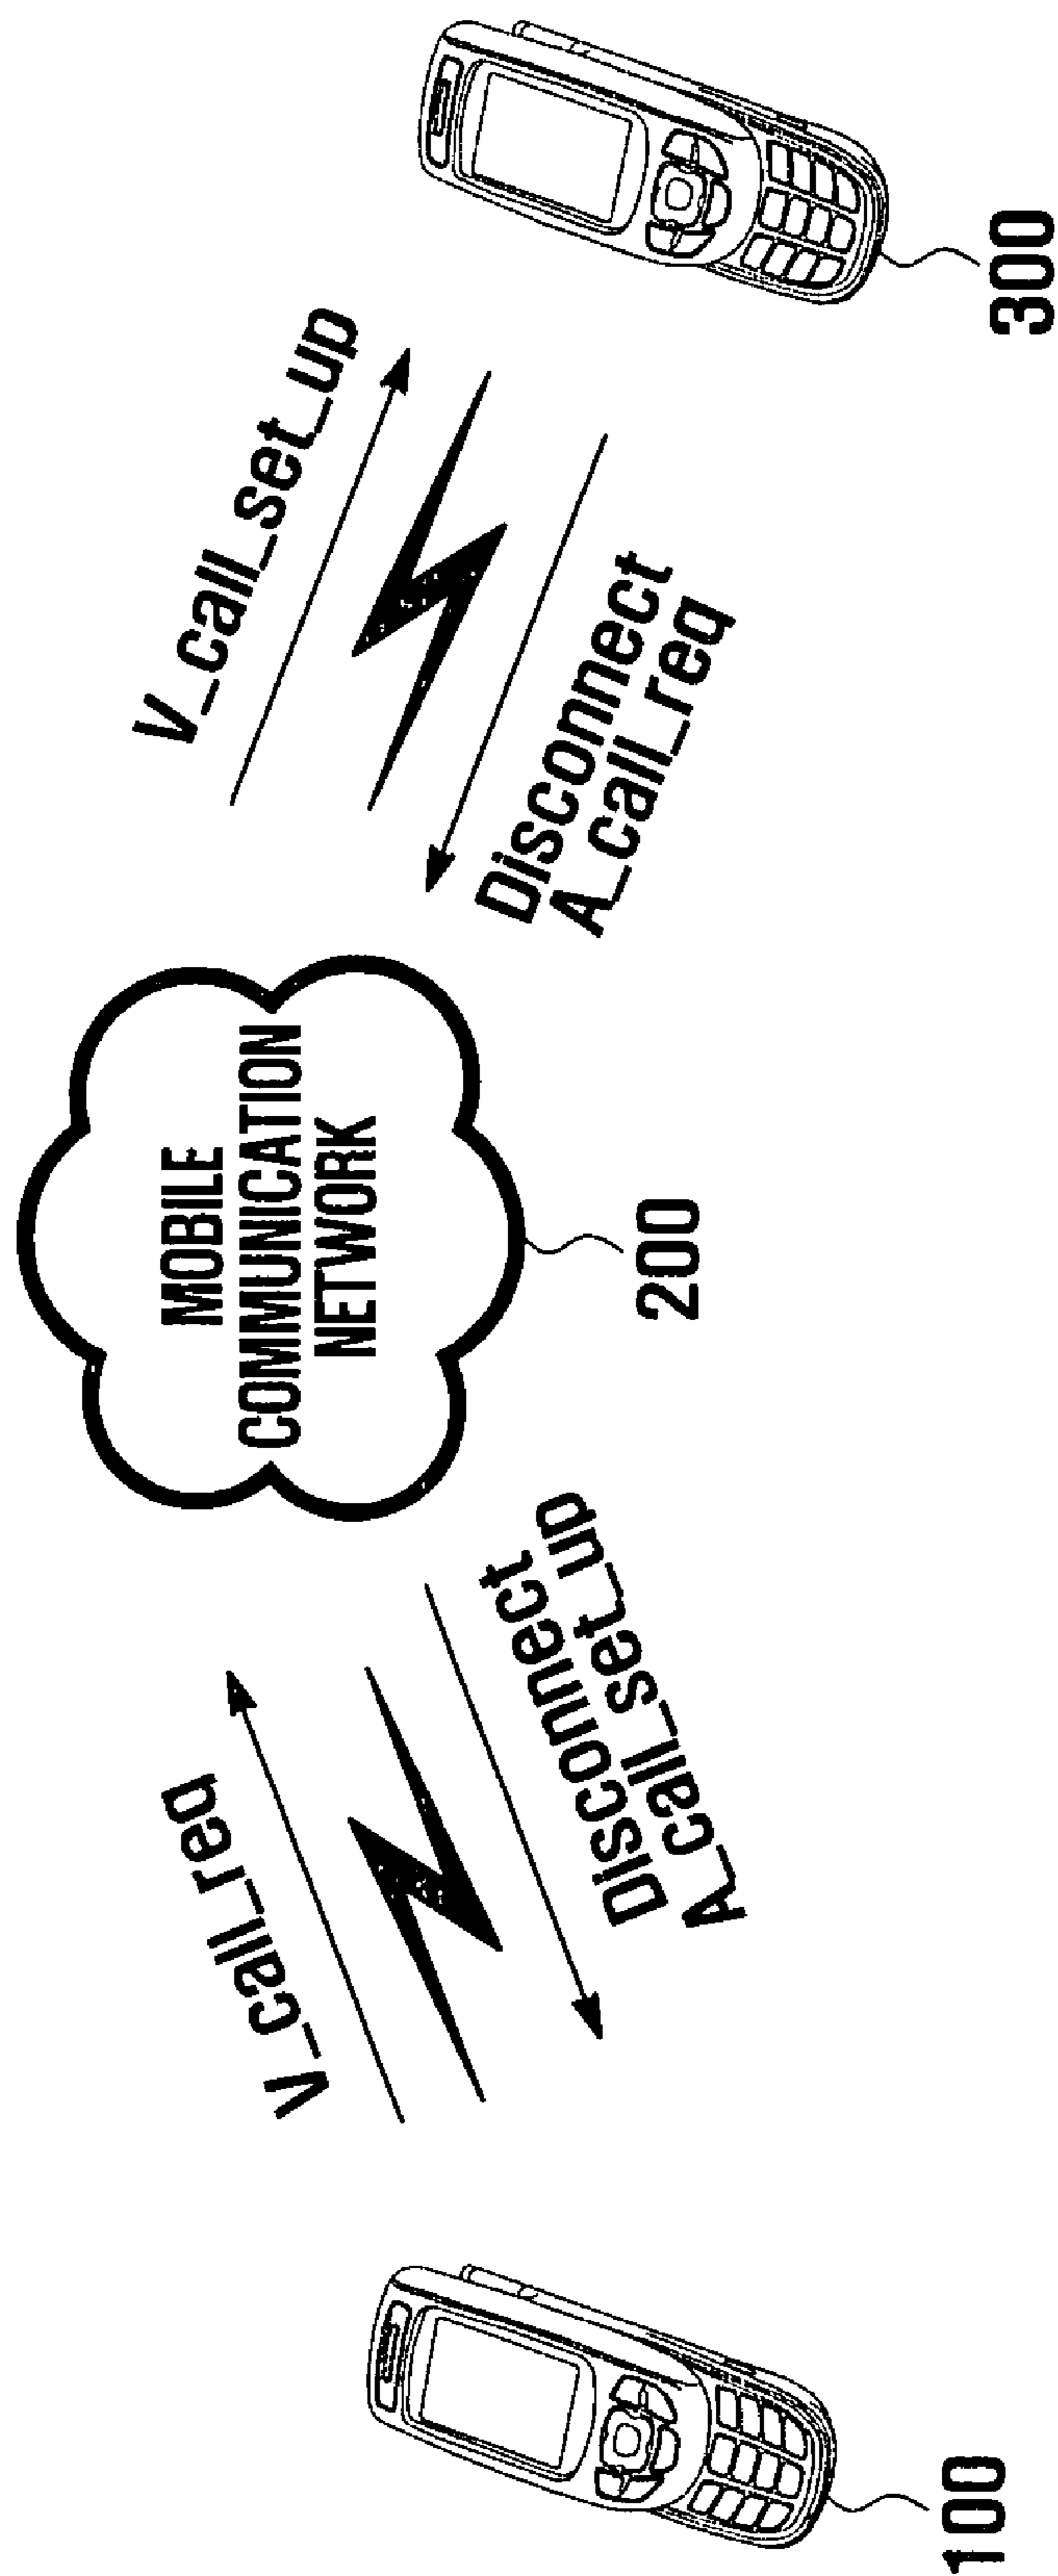 V_call_req
Disconnect
A_call_set_up
MOBILE
COMMUNICATION
NETWORK
V_call_set_up
Disconnect
A_call_req
100
200
300